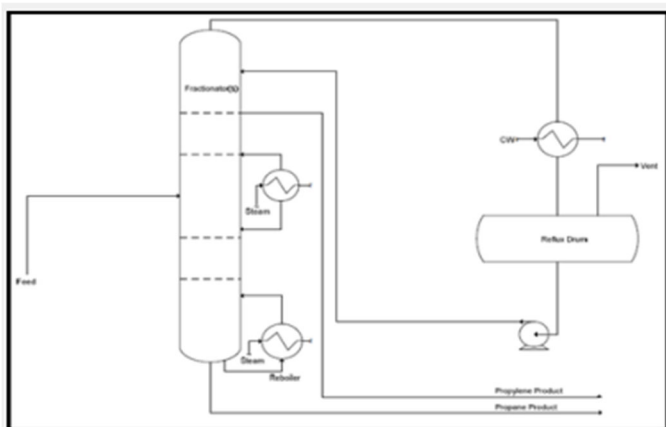 Fractionator(s)
CW
Vent
Steam
Reflux Drum
Feed
Steam
Reboiler
Propylene Product
Propane Product